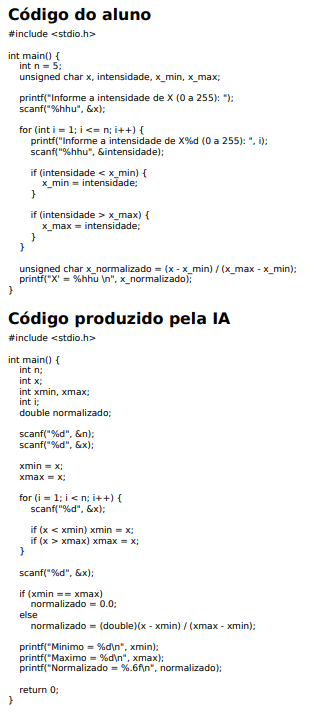 Código do aluno
#include <stdio.h>
int main() {
int n = 5;
unsigned char x, intensidade, x_min, x_max;
printf("Informe a intensidade de X (0 a 255): ");
scanf("%hhu", &x);
for (int i = 1; i <= n; i++) {
printf("Informe a intensidade de X%d (0 a 255): ", i);
scanf("%hhu", &intensidade);
if (intensidade < x_min) {
x_min = intensidade;
}
if (intensidade > x_max) {
x_max = intensidade;
}
}
unsigned char x_normalizado = (x - x_min) / (x_max - x_min);
printf("X' = %hhu \n", x_normalizado);
}
Código produzido pela IA
#include <stdio.h>
int main() {
int n;
int x;
int xmin, xmax;
int i;
double normalizado;
scanf("%d", &n);
scanf("%d", &x);
xmin = x;
xmax = x;
for (i = 1; i < n; i++) {
scanf("%d", &x);
if (x < xmin) xmin = x;
if (x > xmax) xmax = x;
}
scanf("%d", &x);
if (xmin == xmax)
normalizado = 0.0;
else
normalizado = (double)(x - xmin) / (xmax - xmin);
printf("Minimo = %d\n", xmin);
printf("Maximo = %d\n", xmax);
printf("Normalizado = %.6f\n", normalizado);
return 0;
}